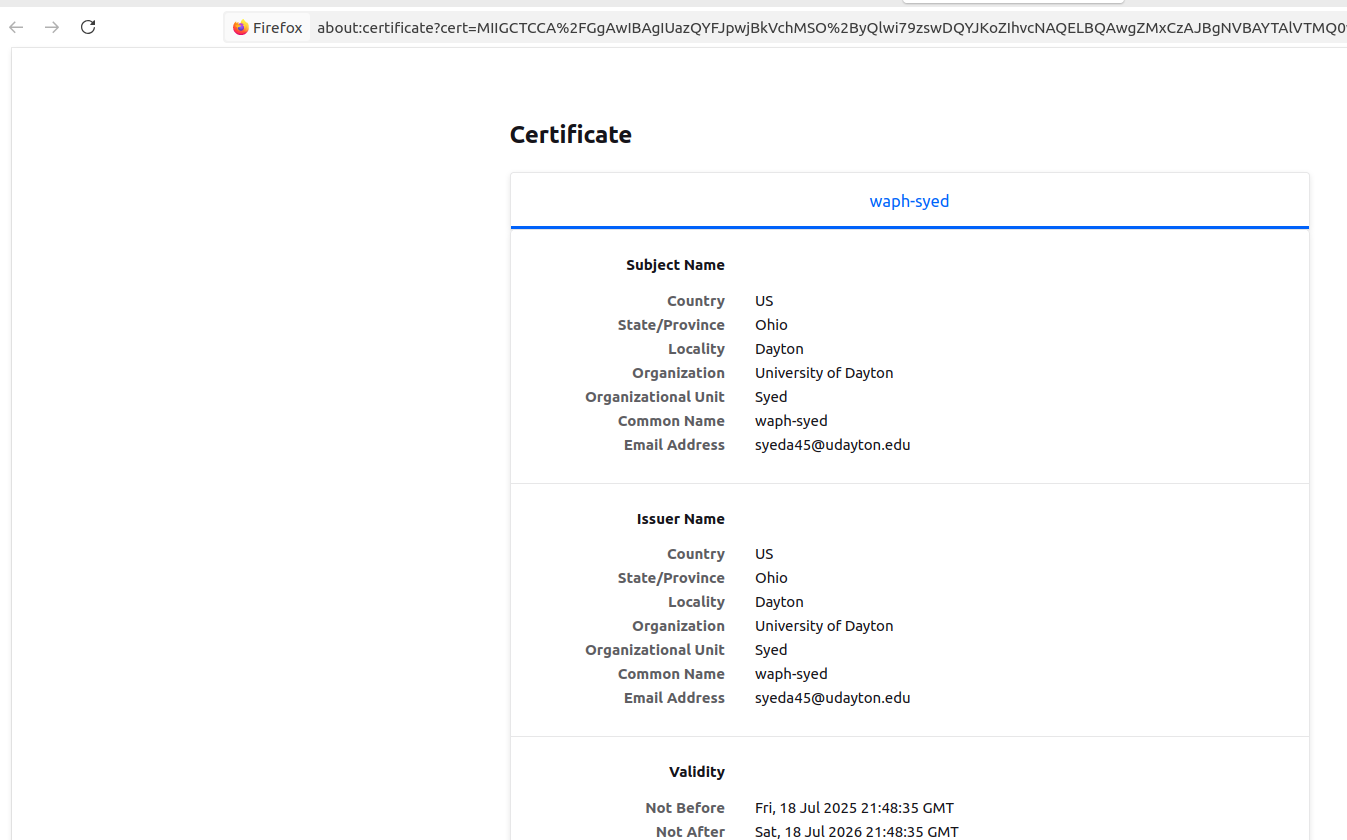 Firefox about:certificate?cert=MIIGCTCCA%2FGgAwIBAgIUazQYFJpwjBkVchMSO%2ByQlwi79zswDQYJKoZIhvcNAQELBQAwgZMxCzAJBgNVBAYTAlVTMQ0
Certificate
waph-syed
Subject Name
Country US
State/Province Ohio
Locality Dayton
Organization University of Dayton
Organizational Unit Syed
Common Name waph-syed
Email Address syeda45@udayton.edu
Issuer Name
Country US
State/Province Ohio
Locality Dayton
Organization University of Dayton
Organizational Unit Syed
Common Name waph-syed
Email Address syeda45@udayton.edu
Validity
Not Before Fri, 18 Jul 2025 21:48:35 GMT
Not After Sat, 18 Jul 2026 21:48:35 GMT